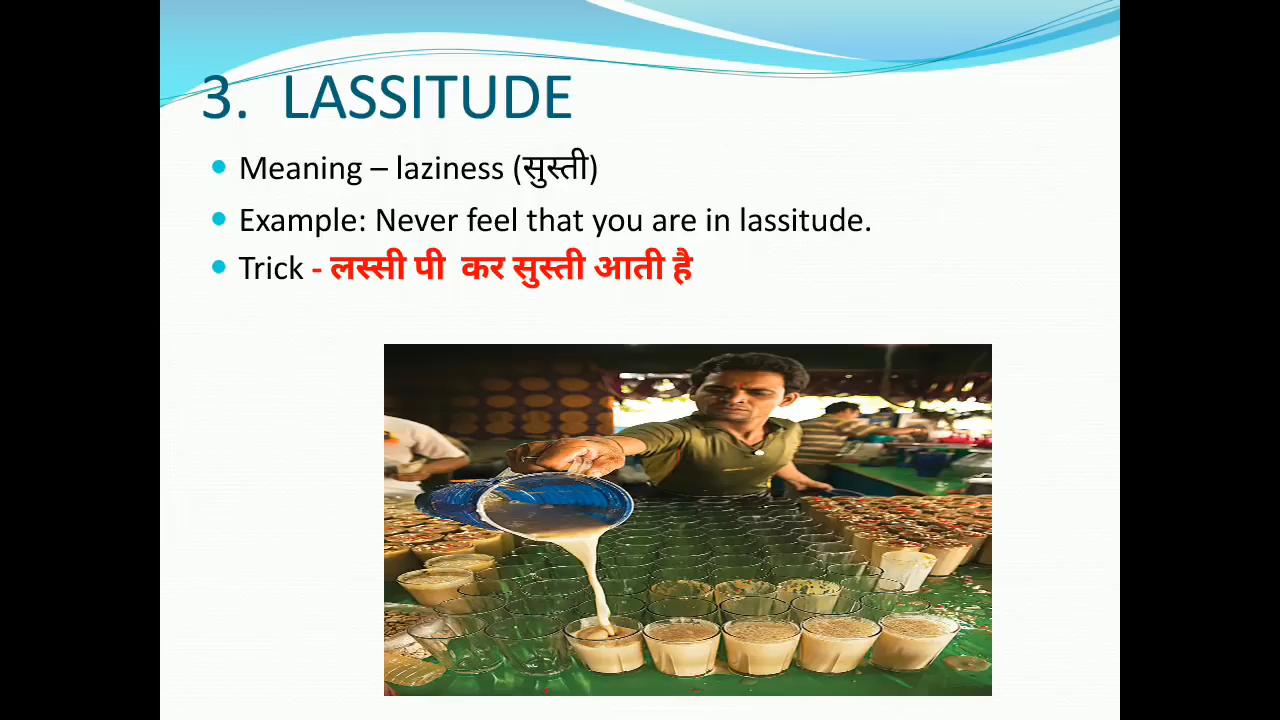 3. LASSITUDE
Meaning – laziness (सुस्ती)
Example: Never feel that you are in lassitude.
Trick - लस्सी पी कर सुस्ती आती है